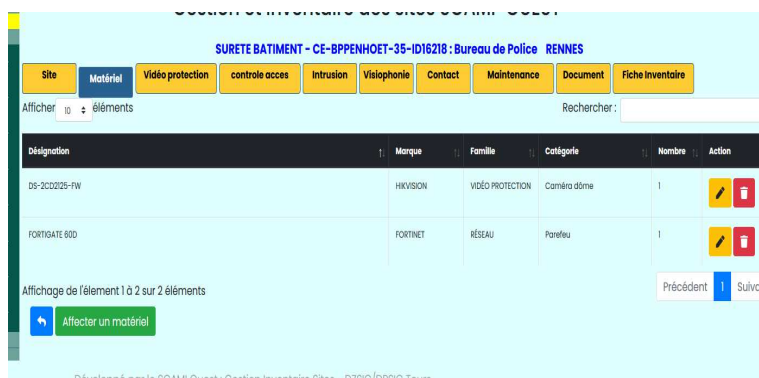 SURETE BATIMENT - CE-BPPENHOET-35-ID16218 : Bureau de Police RENNES
Site Matériel Vidéo protection controle acces Intrusion Visiophonie Contact Maintenance Document Fiche Inventaire
Afficher 10 éléments Rechercher :
Désignation Marque Famille Catégorie Nombre Action
DS-2CD2125-FW HIKVISION VIDÉO PROTECTION Caméra dôme 1
FORTIGATE 60D FORTINET RÉSEAU Parefeu 1
Affichage de l'élement 1 à 2 sur 2 éléments
Précédent 1 Suiva
Affecter un matériel